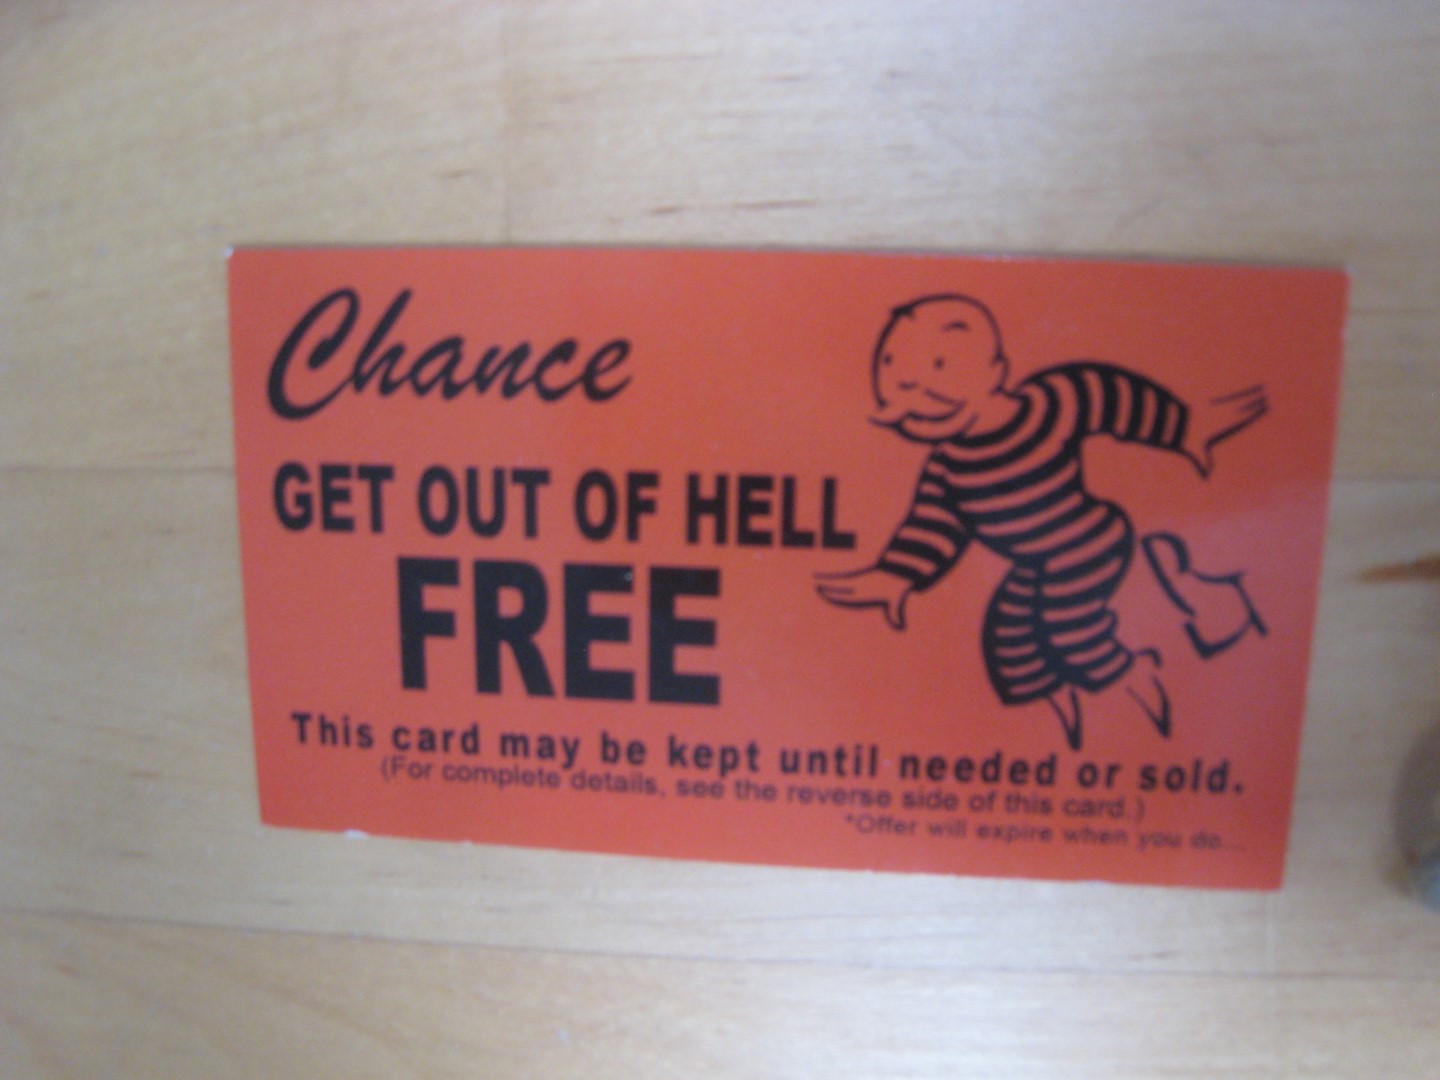 Chance
GET OUT OF HELL
FREE
This card may be kept until needed or sold.
(For complete details, see the reverse side of this card.)
*Offer will expire when you do...